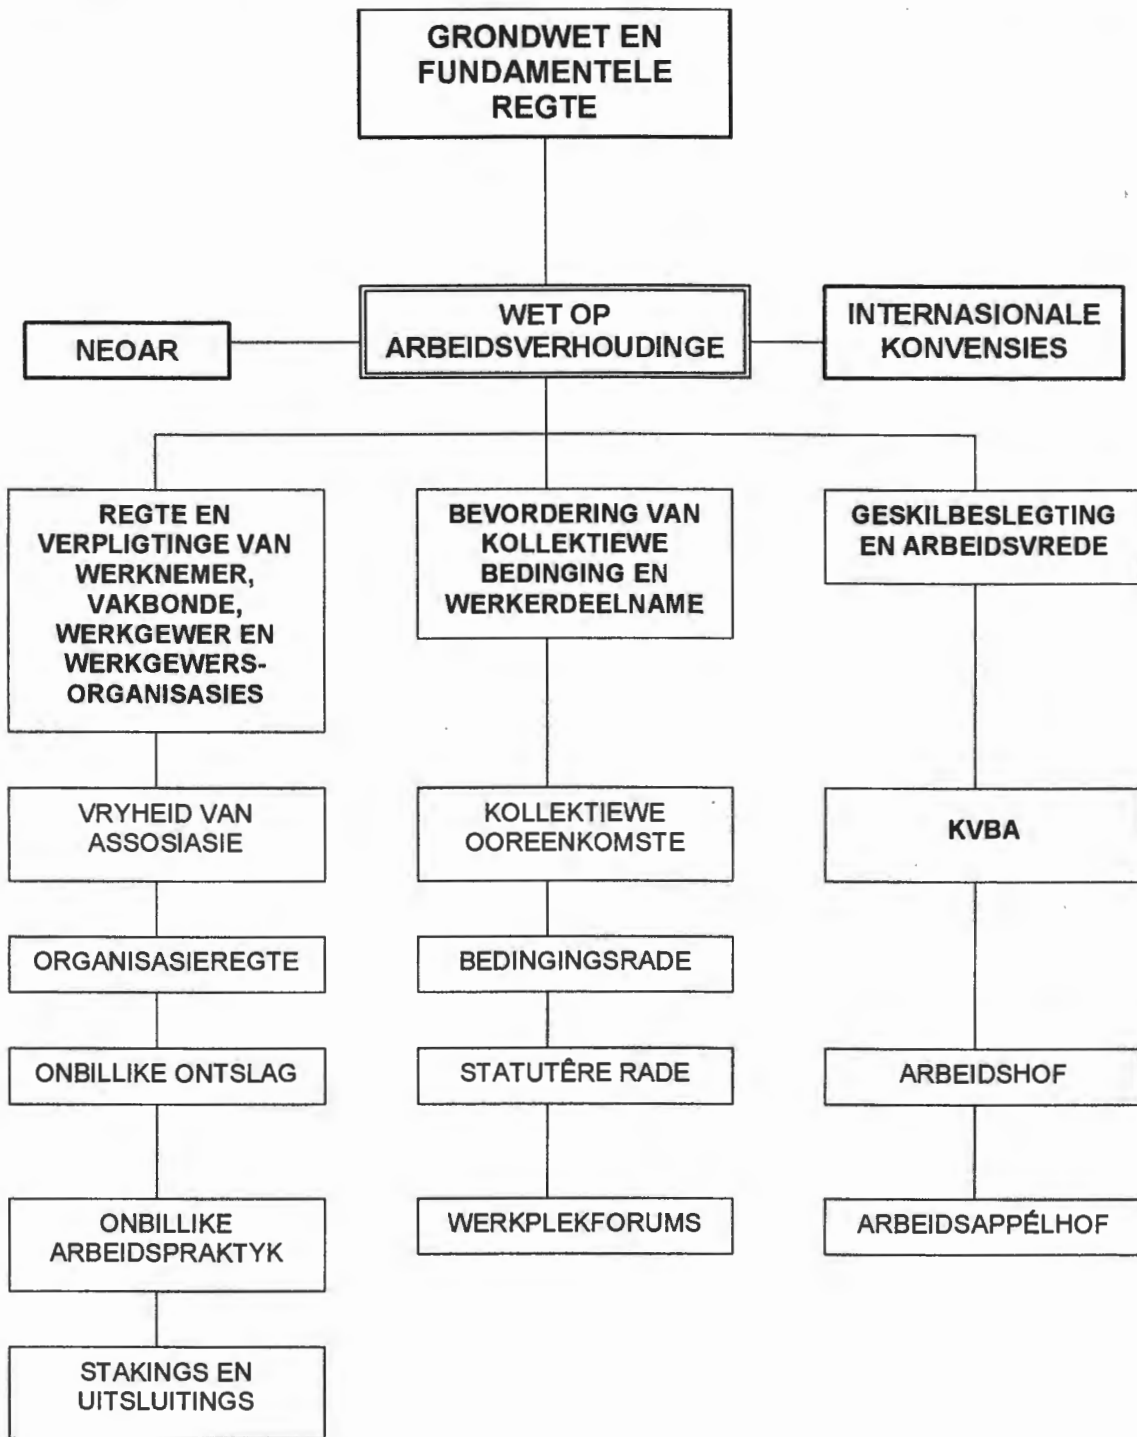 GRONDWET EN
FUNDAMENTELE
REGTE
NEOAR
WET OP
ARBEIDSVERHOUDINGE
INTERNASIONALE
KONVENSIES
REGTE EN
VERPLIGTINGE VAN
WERKNEMER,
VAKBONDE,
WERKGEWER EN
WERKGEWERS-
ORGANISASIES
VRYHEID VAN
ASSOSIASIE
ORGANISASIEREGTE
ONBILLIKE ONTSLAG
ONBILLIKE
ARBEIDSPRAKTYK
STAKINGS EN
UITSLUITINGS
BEVORDERING VAN
KOLLEKTIEWE
BEDINGING EN
WERKERDEELNAME
KOLLEKTIEWE
OOREENKOMSTE
BEDINGINGSRADE
STATUTÊRE RADE
WERKPLEKFORUMS
GESKILBESLEGTING
EN ARBEIDSVREDE
KVBA
ARBEIDSHOF
ARBEIDSAPPÉLHOF